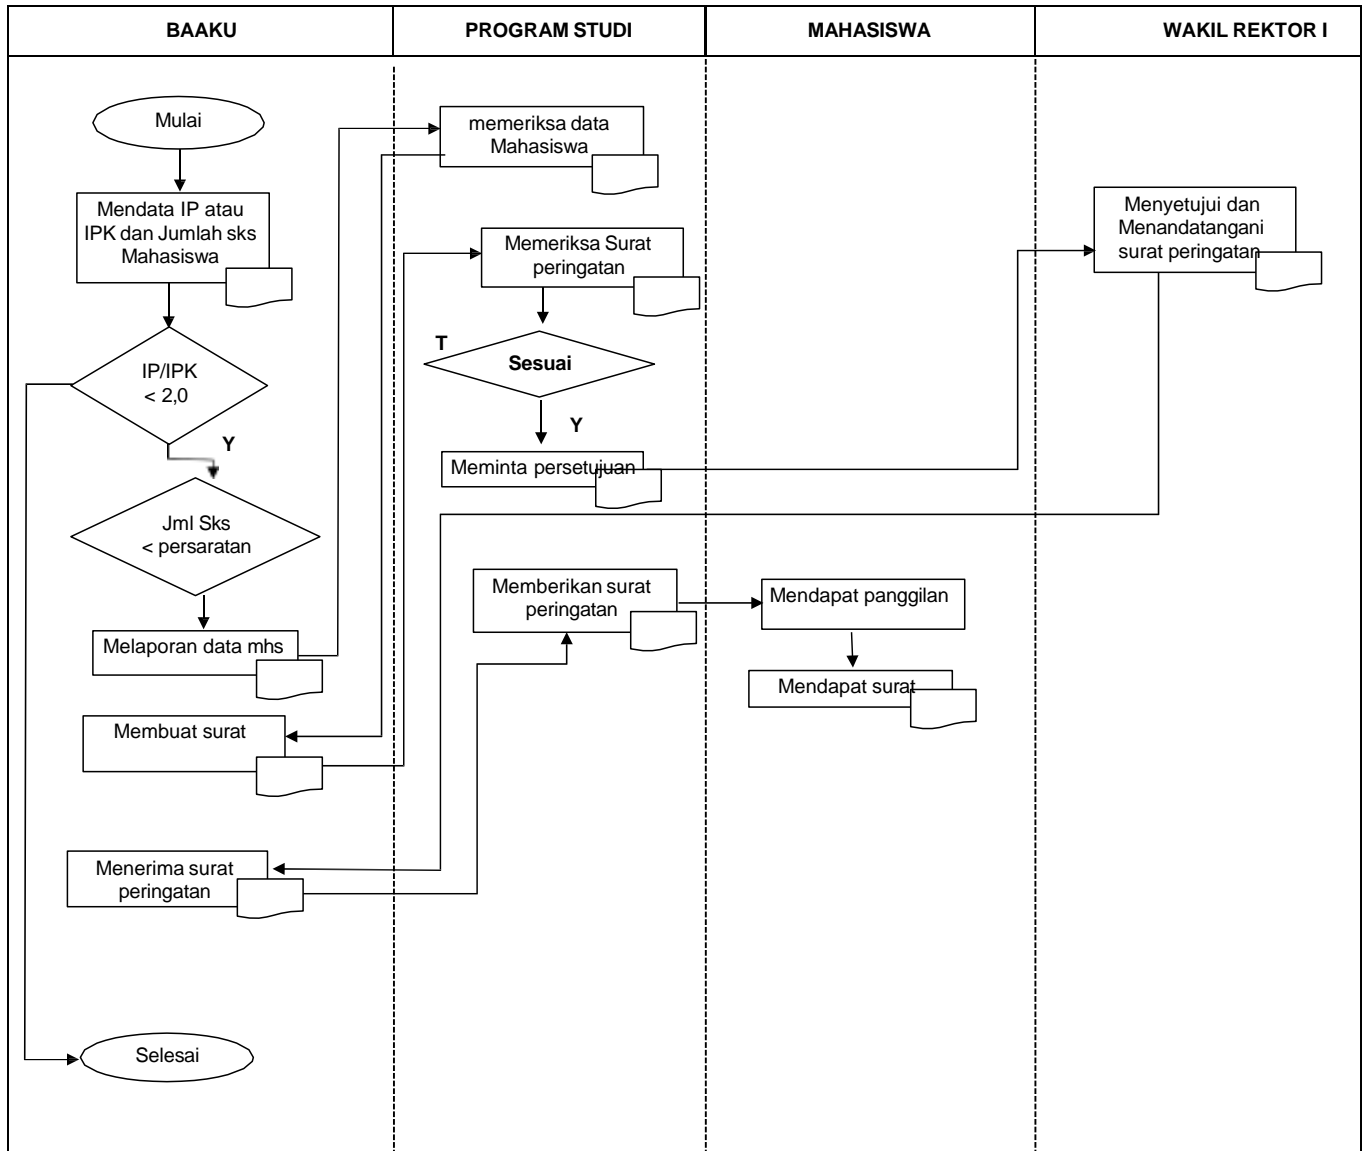 BAAKU
PROGRAM STUDI
MAHASISWA
WAKIL REKTOR I
Mulai
Mendata IP atau
IPK dan Jumlah sks
Mahasiswa
IP/IPK
< 2,0
Y
Jml Sks
< persaratan
Melaporan data mhs
Membuat surat
Menerima surat
peringatan
Selesai
memeriksa data
Mahasiswa
Memeriksa Surat
peringatan
T
Sesuai
Y
Meminta persetujuan
Memberikan surat
peringatan
Mendapat panggilan
Mendapat surat
Menyetujui dan
Menandatangani
surat peringatan